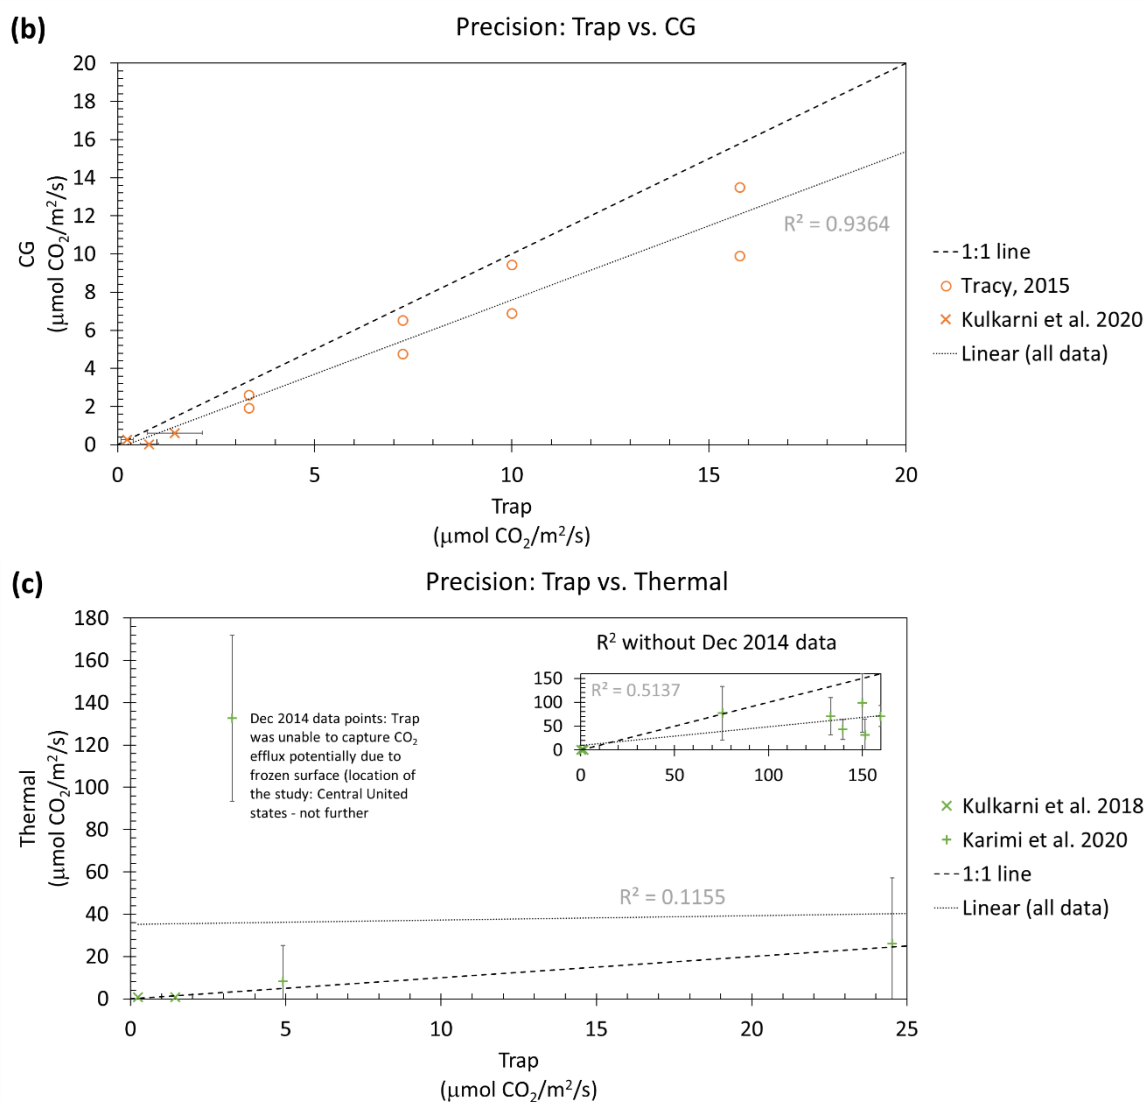 (b)
Precision: Trap vs. CG
20
18
16
14
12
10
8
6
4
2
0
CG
(μmol CO₂/m²/s)
R² = 0.9364
0 5 10 15 20
Trap
(μmol CO₂/m²/s)
1:1 line
Tracy, 2015
Kulkarni et al. 2020
Linear (all data)
(c)
Precision: Trap vs. Thermal
180
160
140
120
100
80
60
40
20
0
Thermal
(μmol CO₂/m²/s)
Dec 2014 data points: Trap
was unable to capture CO₂
efflux potentially due to
frozen surface (location of
the study: Central United
states - not further
R² without Dec 2014 data
150
100
50
0
R² = 0.5137
0 50 100 150
R² = 0.1155
0 5 10 15 20 25
Trap
(μmol CO₂/m²/s)
Kulkarni et al. 2018
Karimi et al. 2020
1:1 line
Linear (all data)